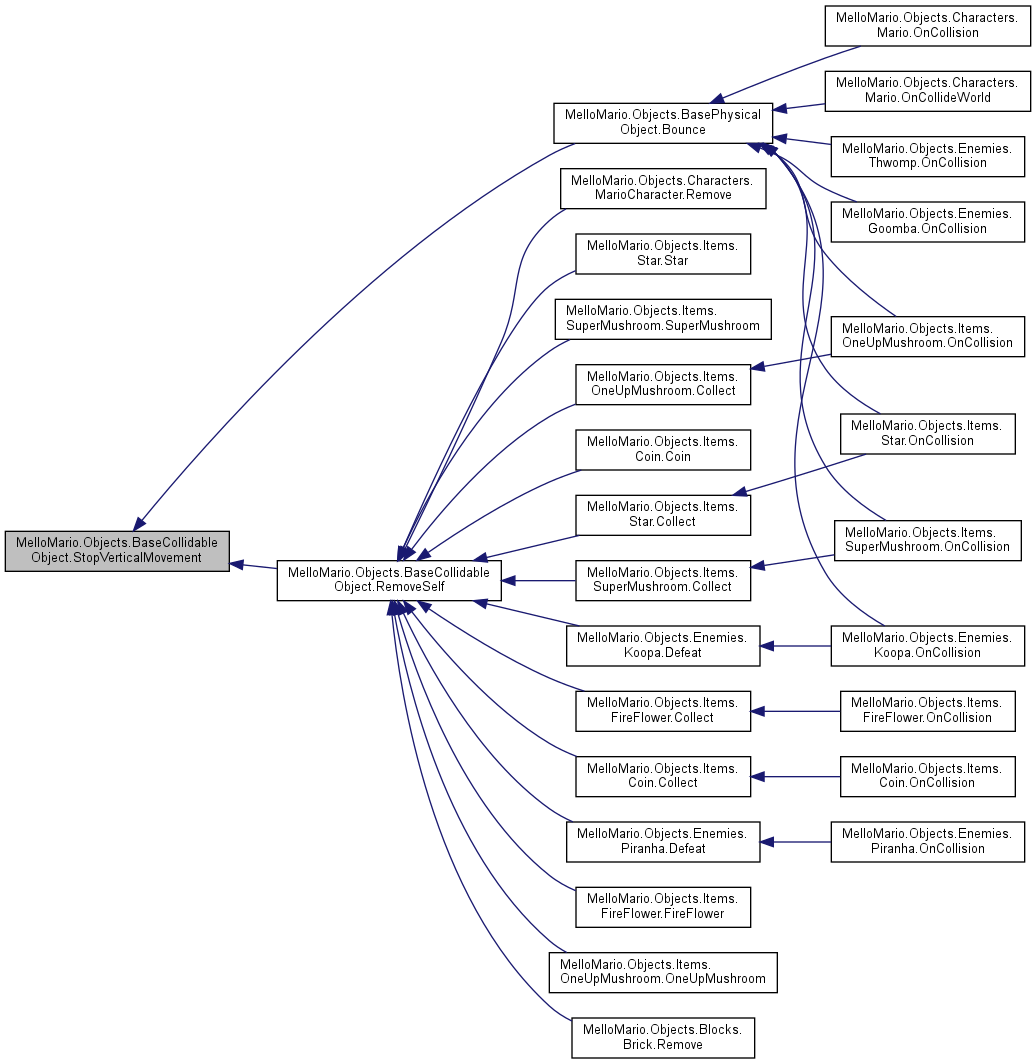 MelloMario.Objects.Characters.
Mario.OnCollision
MelloMario.Objects.Characters.
Mario.OnCollideWorld
MelloMario.Objects.BasePhysical
Object.Bounce
MelloMario.Objects.Enemies.
Thwomp.OnCollision
MelloMario.Objects.Characters.
MarioCharacter.Remove
MelloMario.Objects.Enemies.
Goomba.OnCollision
MelloMario.Objects.Items.
Star.Star
MelloMario.Objects.Items.
SuperMushroom.SuperMushroom
MelloMario.Objects.Items.
OneUpMushroom.OnCollision
MelloMario.Objects.Items.
OneUpMushroom.Collect
MelloMario.Objects.Items.
Star.OnCollision
MelloMario.Objects.Items.
Coin.Coin
MelloMario.Objects.Items.
Star.Collect
MelloMario.Objects.Items.
SuperMushroom.OnCollision
MelloMario.Objects.BaseCollidable
Object.StopVerticalMovement
MelloMario.Objects.BaseCollidable
Object.RemoveSelf
MelloMario.Objects.Items.
SuperMushroom.Collect
MelloMario.Objects.Enemies.
Koopa.Defeat
MelloMario.Objects.Enemies.
Koopa.OnCollision
MelloMario.Objects.Items.
FireFlower.Collect
MelloMario.Objects.Items.
FireFlower.OnCollision
MelloMario.Objects.Items.
Coin.Collect
MelloMario.Objects.Items.
Coin.OnCollision
MelloMario.Objects.Enemies.
Piranha.Defeat
MelloMario.Objects.Enemies.
Piranha.OnCollision
MelloMario.Objects.Items.
FireFlower.FireFlower
MelloMario.Objects.Items.
OneUpMushroom.OneUpMushroom
MelloMario.Objects.Blocks.
Brick.Remove